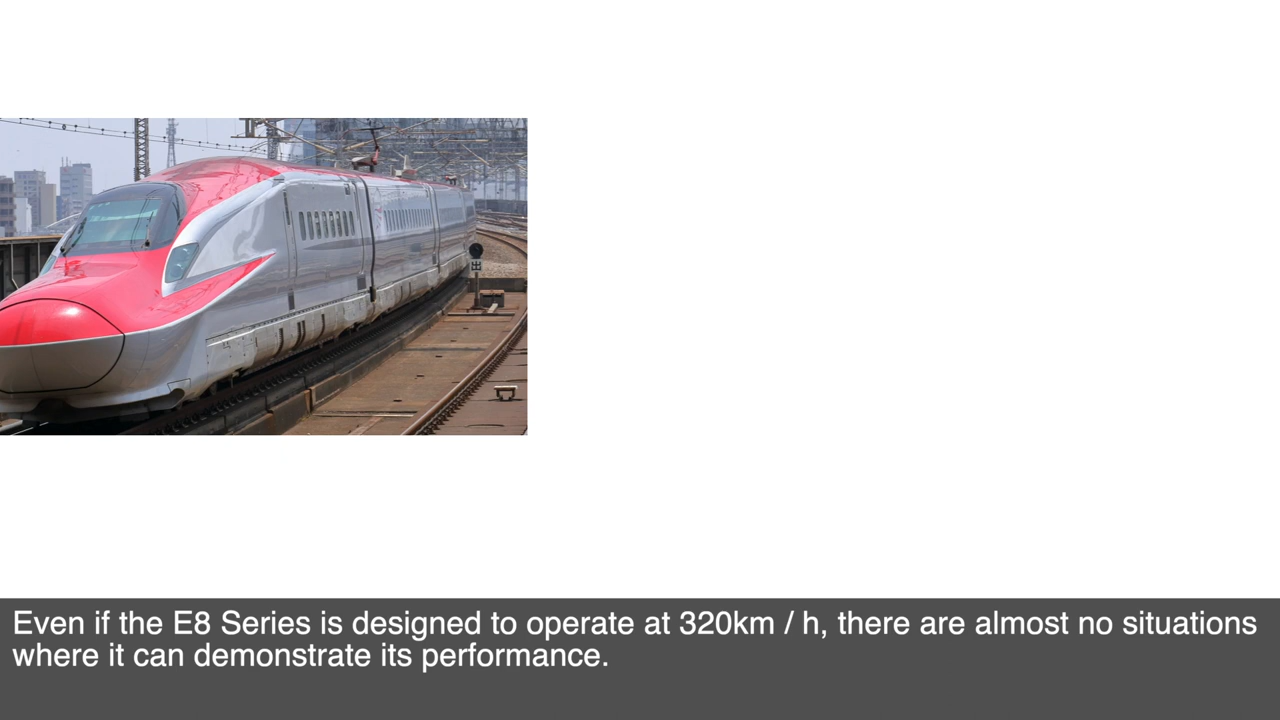 出
Even if the E8 Series is designed to operate at 320km / h, there are almost no situations
where it can demonstrate its performance.